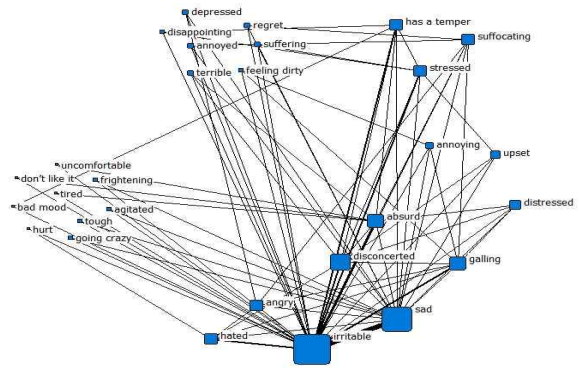 depressed
regret
has a temper
disappointing
suffocating
annoyed
suffering
terrible
feeling dirty
stressed
annoying
upset
uncomfortable
don't like it
frightening
tired
bad mood
agitated
distressed
absurd
tough
hurt
going crazy
disconcerted
galling
angry
sad
hated
irritable